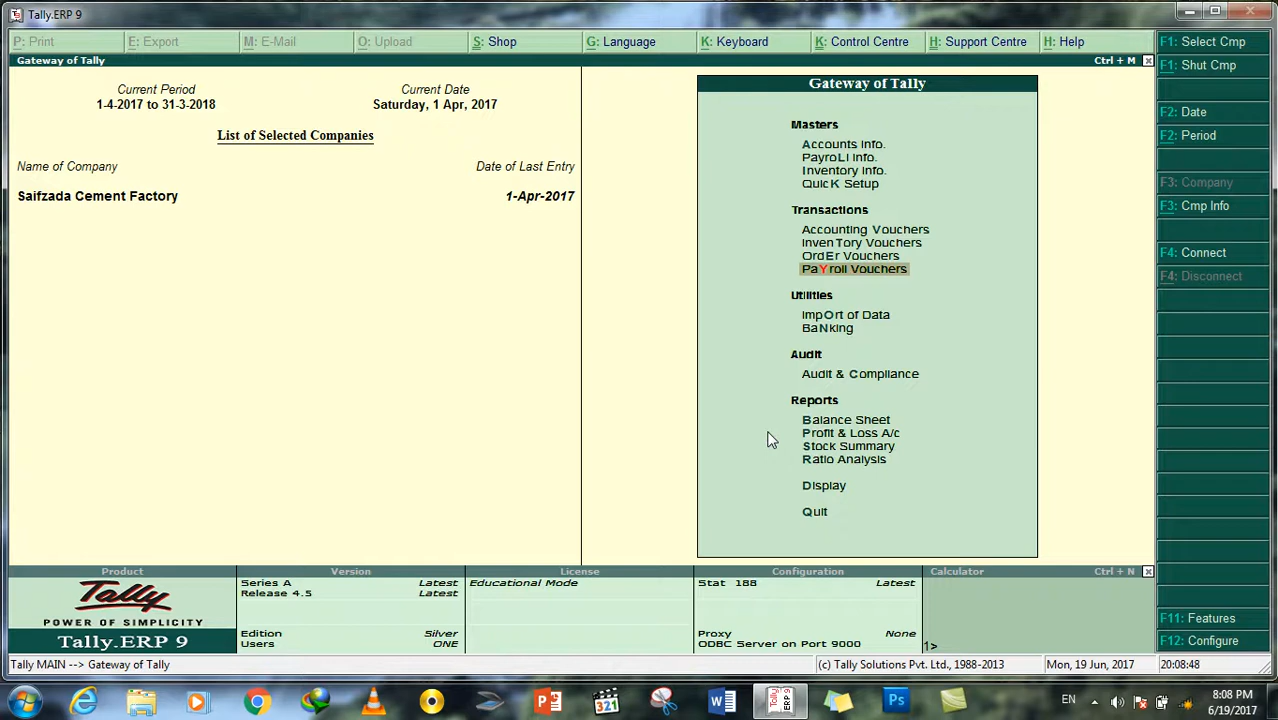 Tally.ERP 9
P: Print
E: Export
M: E-Mail
O: Upload
S: Shop
G: Language
K: Keyboard
K: Control Centre
H: Support Centre
H: Help
Gateway of Tally
Ctrl + M
Current Period
1-4-2017 to 31-3-2018
Current Date
Saturday, 1 Apr, 2017
List of Selected Companies
Name of Company
Date of Last Entry
Saifzada Cement Factory
1-Apr-2017
Gateway of Tally
Masters
Accounts Info.
PayroLl Info.
Inventory Info.
QuicK Setup
Transactions
Accounting Vouchers
InvenTory Vouchers
OrdEr Vouchers
PaYroll Vouchers
Utilities
ImpOrt of Data
BaNking
Audit
Audit & Compliance
Reports
Balance Sheet
Profit & Loss A/c
Stock Summary
Ratio Analysis
Display
Quit
F1: Select Cmp
F1: Shut Cmp
F2: Date
F2: Period
F3: Company
F3: Cmp Info
F4: Connect
F4: Disconnect
F11: Features
F12: Configure
Product
Tally
POWER OF SIMPLICITY
Tally.ERP 9
Version
Series A Latest
Release 4.5 Latest
Edition Silver
Users ONE
License
Educational Mode
Configuration
Stat 188 Latest
Proxy None
ODBC Server on Port 9000
Calculator
Ctrl + N
1>
Tally MAIN --> Gateway of Tally
(c) Tally Solutions Pvt. Ltd., 1988-2013
Mon, 19 Jun, 2017
20:08:48
321
Tally
ERP 9
Ps
EN
8:08 PM
6/19/2017